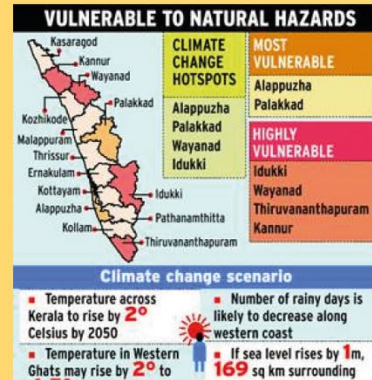 VULNERABLE TO NATURAL HAZARDS
Kasaragod
Kannur
Wayanad
Palakkad
Kozhikode
Malappuram
Thrissur
Ernakulam
Kottayam
Alappuzha
Kollam
Idukki
Pathanamthitta
Thiruvananthapuram
CLIMATE
CHANGE
HOTSPOTS
Alappuzha
Palakkad
Wayanad
Idukki
MOST
VULNERABLE
Alappuzha
Palakkad
HIGHLY
VULNERABLE
Idukki
Wayanad
Thiruvananthapuram
Kannur
Climate change scenario
Temperature across
Kerala to rise by 2°
Celsius by 2050
Temperature in Western
Ghats may rise by 2° to
Number of rainy days is
likely to decrease along
western coast
If sea level rises by 1m,
169 sq km surrounding